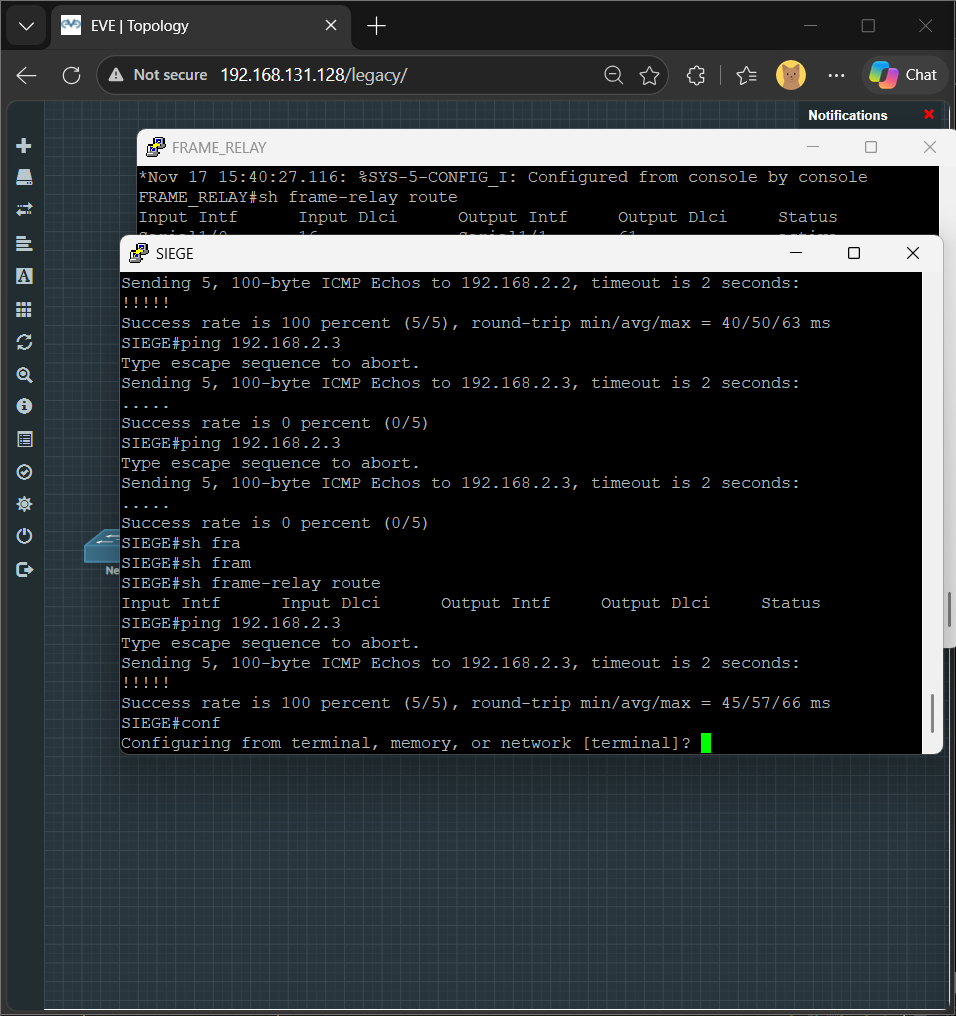 EVE | Topology
Not secure 192.168.131.128/legacy/
Chat
Notifications
FRAME_RELAY
*Nov 17 15:40:27.116: %SYS-5-CONFIG_I: Configured from console by console
FRAME_RELAY#sh frame-relay route
Input Intf Input Dlci Output Intf Output Dlci Status
SIEGE
Sending 5, 100-byte ICMP Echos to 192.168.2.2, timeout is 2 seconds:
!!!!!
Success rate is 100 percent (5/5), round-trip min/avg/max = 40/50/63 ms
SIEGE#ping 192.168.2.3
Type escape sequence to abort.
Sending 5, 100-byte ICMP Echos to 192.168.2.3, timeout is 2 seconds:
.....
Success rate is 0 percent (0/5)
SIEGE#ping 192.168.2.3
Type escape sequence to abort.
Sending 5, 100-byte ICMP Echos to 192.168.2.3, timeout is 2 seconds:
.....
Success rate is 0 percent (0/5)
SIEGE#sh fra
SIEGE#sh fram
SIEGE#sh frame-relay route
Input Intf Input Dlci Output Intf Output Dlci Status
SIEGE#ping 192.168.2.3
Type escape sequence to abort.
Sending 5, 100-byte ICMP Echos to 192.168.2.3, timeout is 2 seconds:
!!!!!
Success rate is 100 percent (5/5), round-trip min/avg/max = 45/57/66 ms
SIEGE#conf
Configuring from terminal, memory, or network [terminal]?
Ne